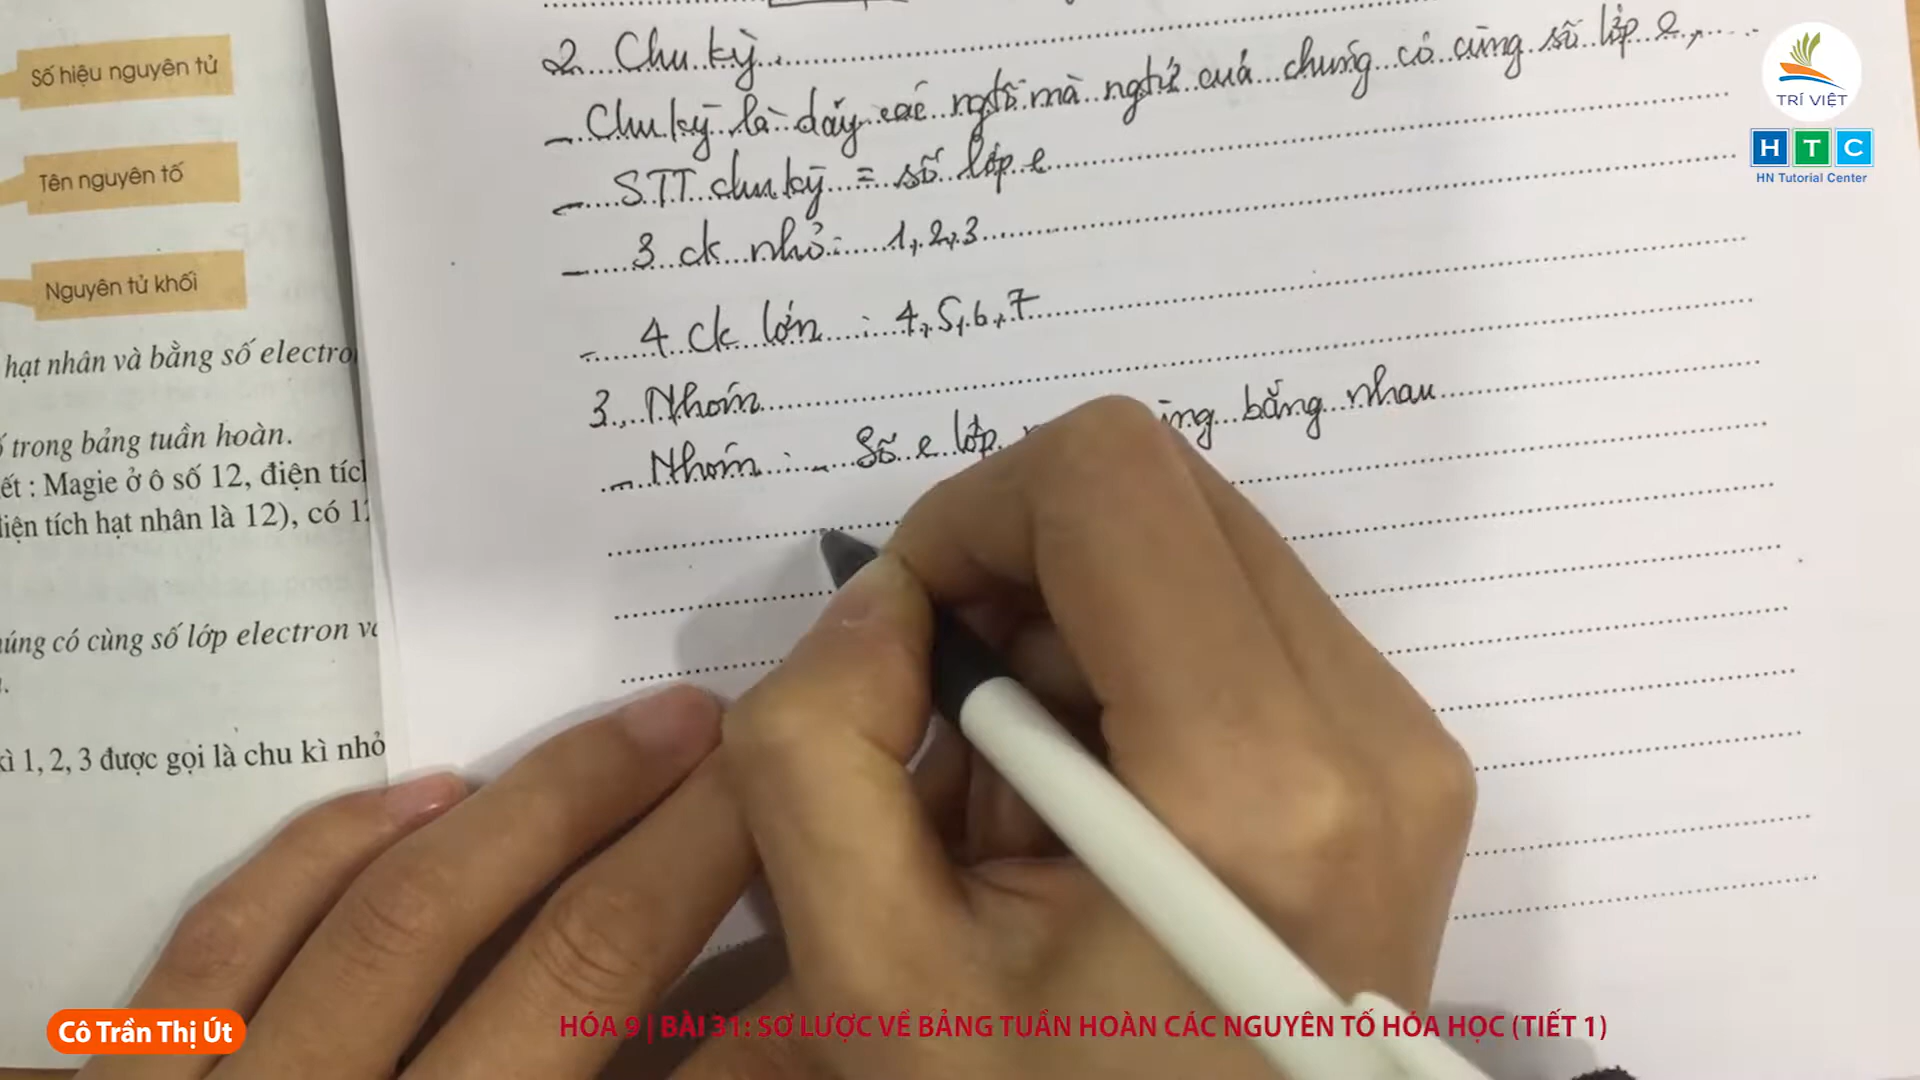 Số hiệu nguyên tử
Tên nguyên tố
Nguyên tử khối
hạt nhân và bằng số electro
trong bảng tuần hoàn.
ết : Magie ở ô số 12, điện tíc
điện tích hạt nhân là 12), có 1
úng có cùng số lớp electron v
kì 1, 2, 3 được gọi là chu kì nhỏ
2. Chu kỳ
- Chu kỳ là dãy các ngtố mà ngtử của chúng có cùng số lớp e,
- STT chu kỳ = số lớp e
- 3 ck nhỏ : 1, 2, 3
- 4 ck lớn : 4, 5, 6, 7
3. Nhóm
- Nhóm : - Số e lớp bằng nhau
TRÍ VIỆT
HTC
HN Tutorial Center
Cô Trần Thị Út
HÓA 9 | BÀI 31: SƠ LƯỢC VỀ BẢNG TUẦN HOÀN CÁC NGUYÊN TỐ HÓA HỌC (TIẾT 1)